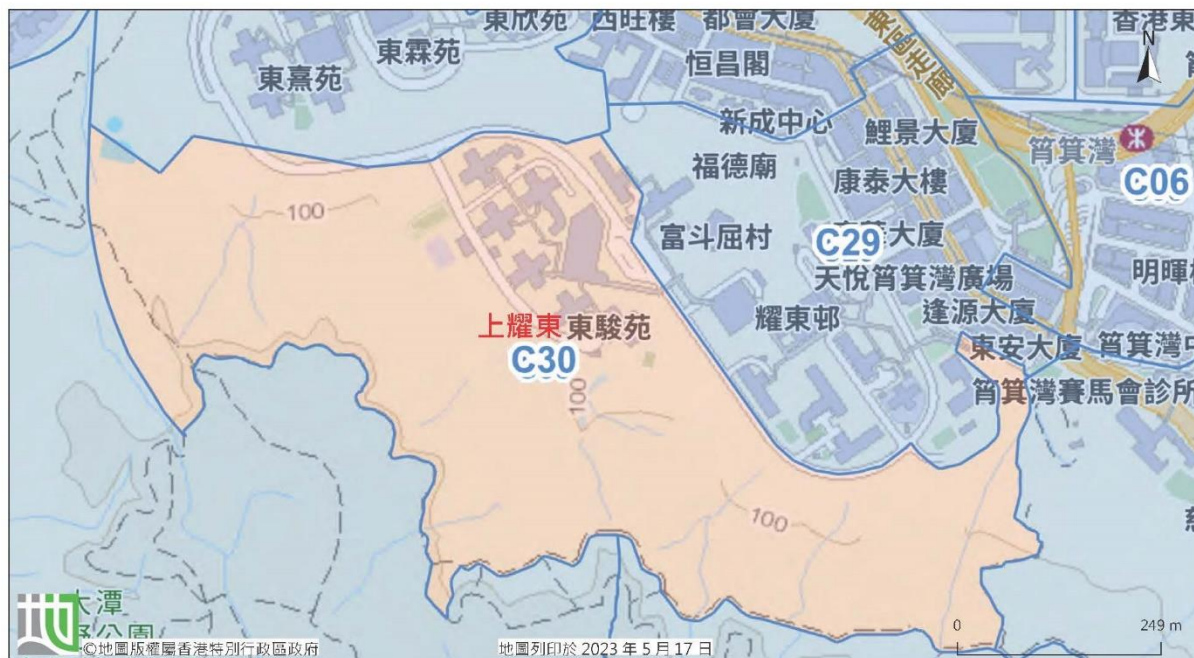 東欣苑 西旺樓 都會大廈 東區走廊 香港東
東霖苑 恒昌閣 N
東熹苑
新成中心 鯉景大廈 筲箕灣
福德廟 康泰大樓 C06
100
富斗屈村 C29 大廈
天悅筲箕灣廣場 明暉
上耀東 東駿苑 耀東邨 逢源大廈
C30 東安大廈 筲箕灣中
100 筲箕灣賽馬會診所
100
大潭
郊野公園
0 249 m
©地圖版權屬香港特別行政區政府 地圖列印於 2023 年 5 月 17 日